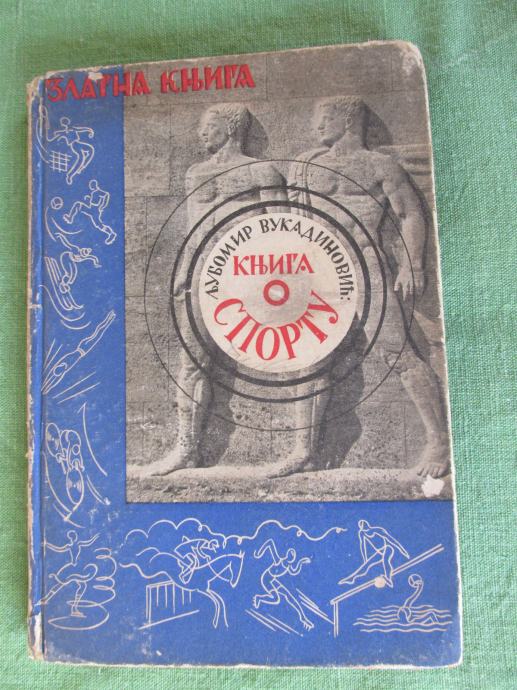 ЗЛАТНА КЊИГА
ЉУБОМИР ВУКАДИНОВИЋ:
КЊИГА
О
СПОРТУ